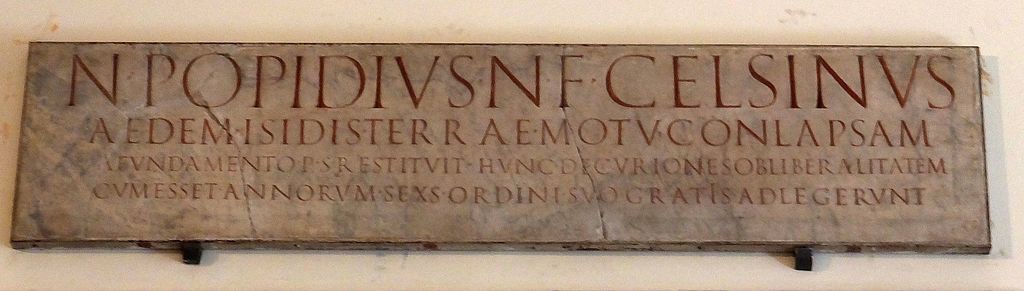 N·POPIDIVS·N·F·CELSINVS
AEDEM·ISIDIS·TERRAE·MOTV·CONLAPSAM
A FVNDAMENTO P·S RESTITVIT·HVNC DECVRIONES OB LIBERALITATEM
CVM ESSET ANNORVM·SEXS·ORDINI SVO GRATIS ADLEGERVNT